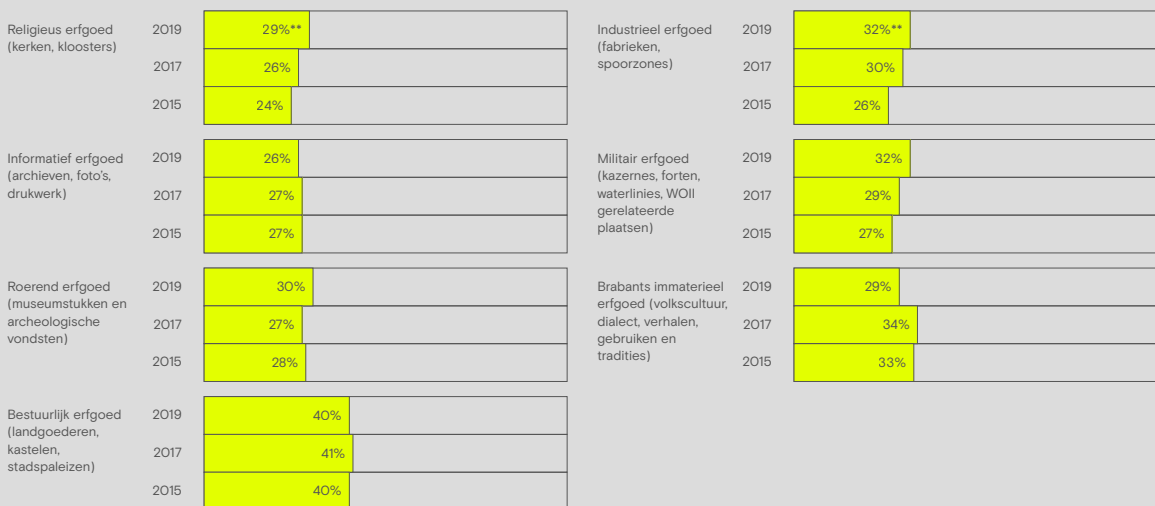 Religieus erfgoed
(kerken, kloosters)
2019
29%**
2017
26%
2015
24%
Informatief erfgoed
(archieven, foto's,
drukwerk)
2019
26%
2017
27%
2015
27%
Roerend erfgoed
(museumstukken en
archeologische
vondsten)
2019
30%
2017
27%
2015
28%
Bestuurlijk erfgoed
(landgoederen,
kastelen,
stadspaleizen)
2019
40%
2017
41%
2015
40%
Industrieel erfgoed
(fabrieken,
spoorzones)
2019
32%**
2017
30%
2015
26%
Militair erfgoed
(kazernes, forten,
waterlinies, WOII
gerelateerde
plaatsen)
2019
32%
2017
29%
2015
27%
Brabants immaterieel
erfgoed (volkscultuur,
dialect, verhalen,
gebruiken en
tradities)
2019
29%
2017
34%
2015
33%